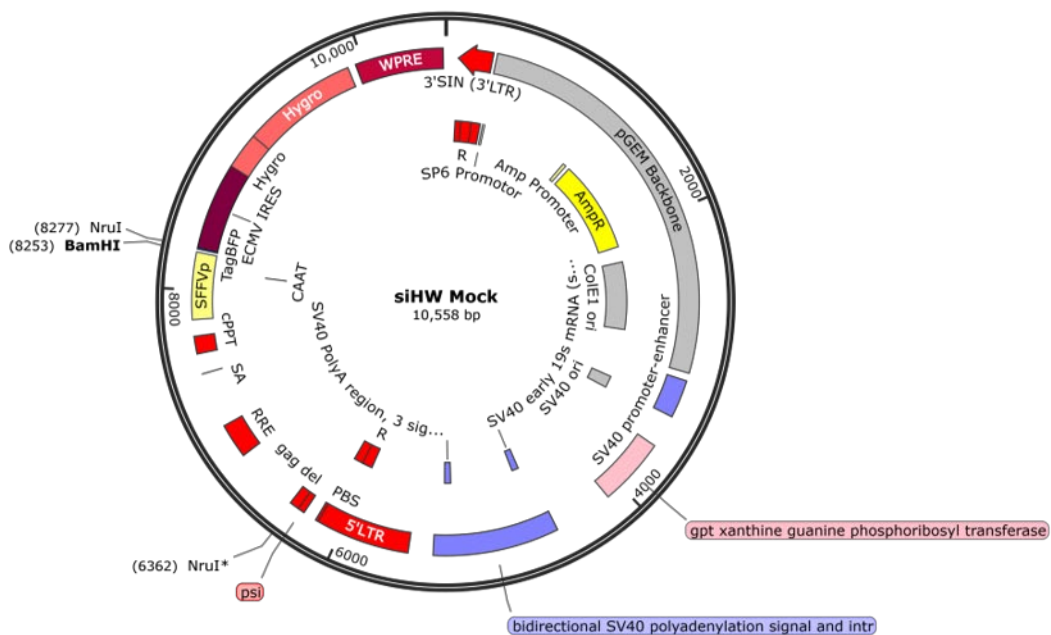 10,000
WPRE
3'SIN (3'LTR)
Hygro
pGEM Backbone
R
SP6 Promotor
Amp Promoter
AmpR
2000
Hygro
ECMV IRES
TagBFP
(8277) NruI
(8253) BamHI
SFFVp
CAAT
siHW Mock
10,558 bp
ColE1 ori
8000
cPPT
SA
SV40 PolyA region, 3 sig...
SV40 early 19s mRNA (s...
SV40 ori
SV40 promoter-enhancer
RRE
gag del
R
PBS
5'LTR
4000
6000
gpt xanthine guanine phosphoribosyl transferase
(6362) NruI*
psi
bidirectional SV40 polyadenylation signal and intr